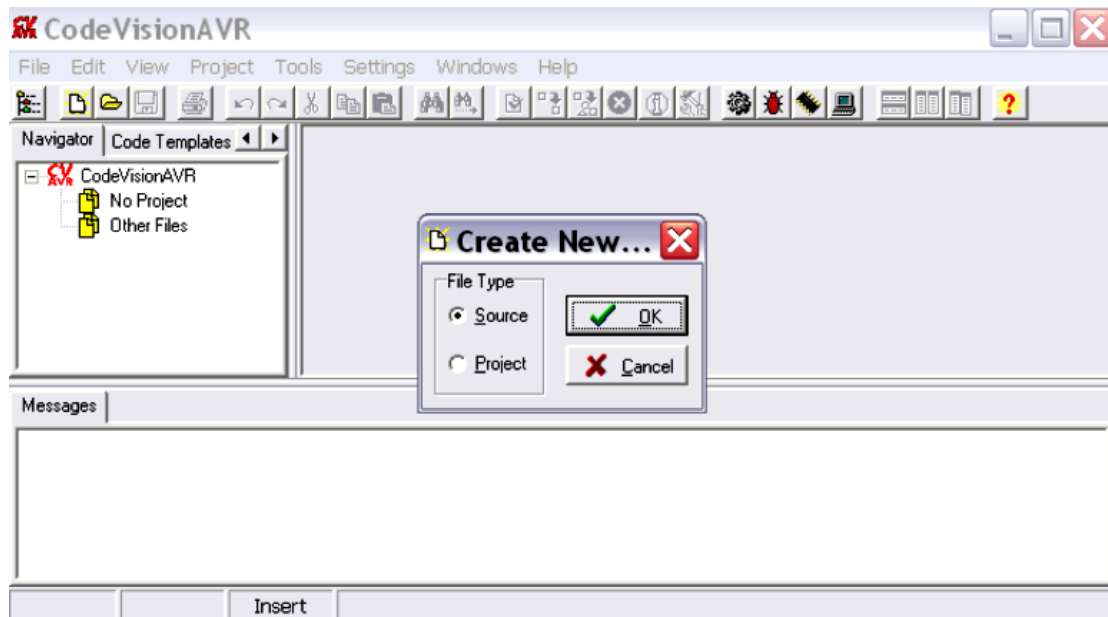 CodeVisionAVR
File Edit View Project Tools Settings Windows Help
Navigator Code Templates
CodeVisionAVR
No Project
Other Files
Create New...
File Type
Source
Project
OK
Cancel
Messages
Insert